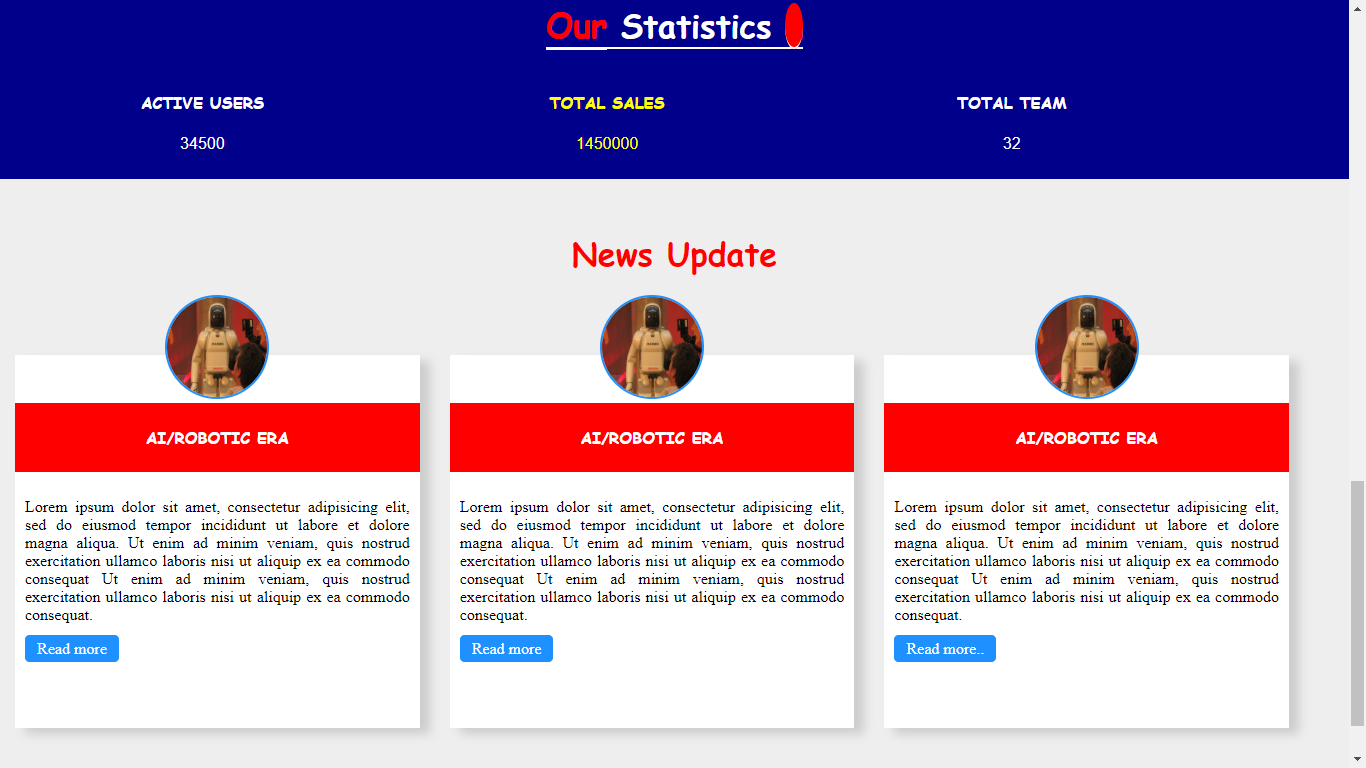 Our Statistics
ACTIVE USERS
34500
TOTAL SALES
1450000
TOTAL TEAM
32
News Update
AI/ROBOTIC ERA
Lorem ipsum dolor sit amet, consectetur adipisicing elit,
sed do eiusmod tempor incididunt ut labore et dolore
magna aliqua. Ut enim ad minim veniam, quis nostrud
exercitation ullamco laboris nisi ut aliquip ex ea commodo
consequat Ut enim ad minim veniam, quis nostrud
exercitation ullamco laboris nisi ut aliquip ex ea commodo
consequat.
Read more
AI/ROBOTIC ERA
Lorem ipsum dolor sit amet, consectetur adipisicing elit,
sed do eiusmod tempor incididunt ut labore et dolore
magna aliqua. Ut enim ad minim veniam, quis nostrud
exercitation ullamco laboris nisi ut aliquip ex ea commodo
consequat Ut enim ad minim veniam, quis nostrud
exercitation ullamco laboris nisi ut aliquip ex ea commodo
consequat.
Read more
AI/ROBOTIC ERA
Lorem ipsum dolor sit amet, consectetur adipisicing elit,
sed do eiusmod tempor incididunt ut labore et dolore
magna aliqua. Ut enim ad minim veniam, quis nostrud
exercitation ullamco laboris nisi ut aliquip ex ea commodo
consequat Ut enim ad minim veniam, quis nostrud
exercitation ullamco laboris nisi ut aliquip ex ea commodo
consequat.
Read more..